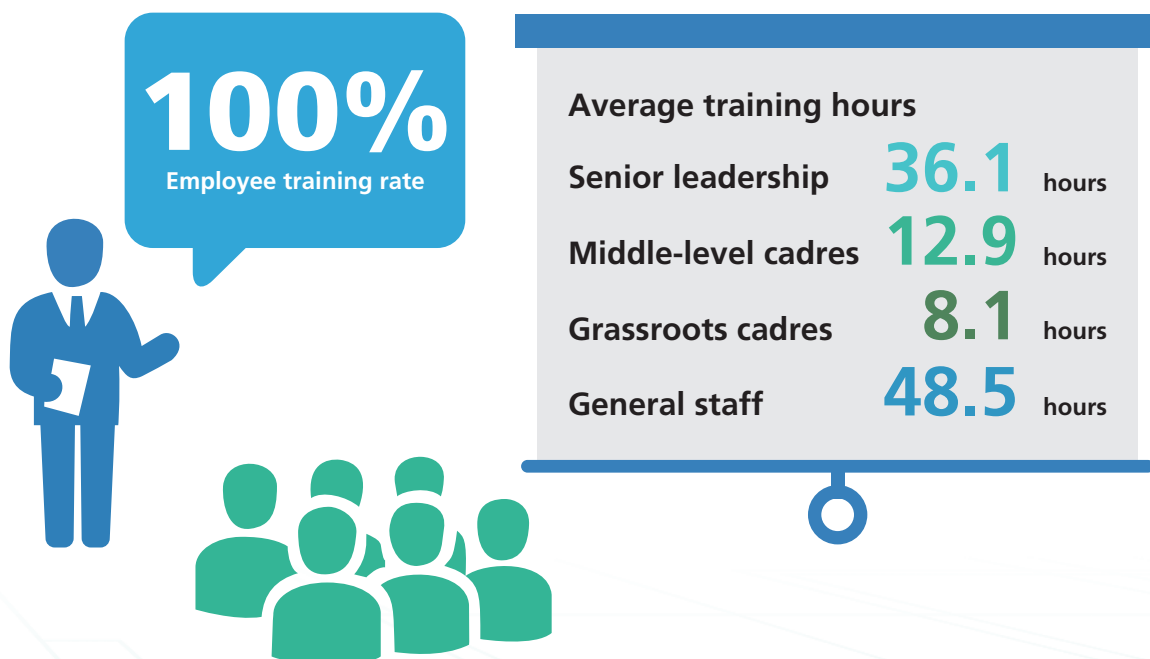 100%
Employee training rate
Average training hours
Senior leadership 36.1 hours
Middle-level cadres 12.9 hours
Grassroots cadres 8.1 hours
General staff 48.5 hours